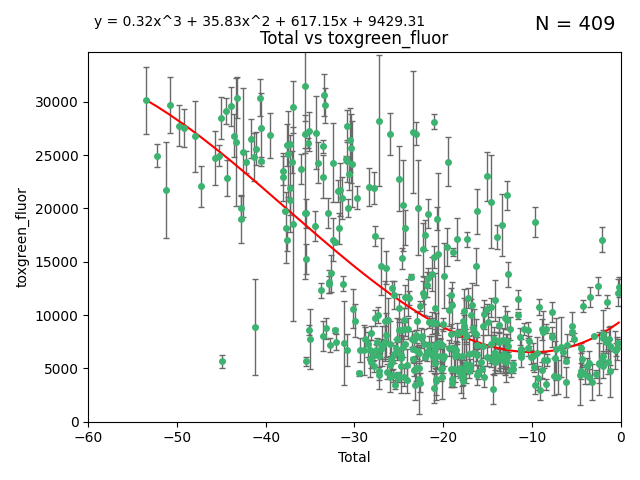 y = 0.32x^3 + 35.83x^2 + 617.15x + 9429.31
N = 409
Total vs toxgreen_fluor
toxgreen_fluor
30000
25000
20000
15000
10000
5000
0
−60
−50
−40
−30
−20
−10
0
Total